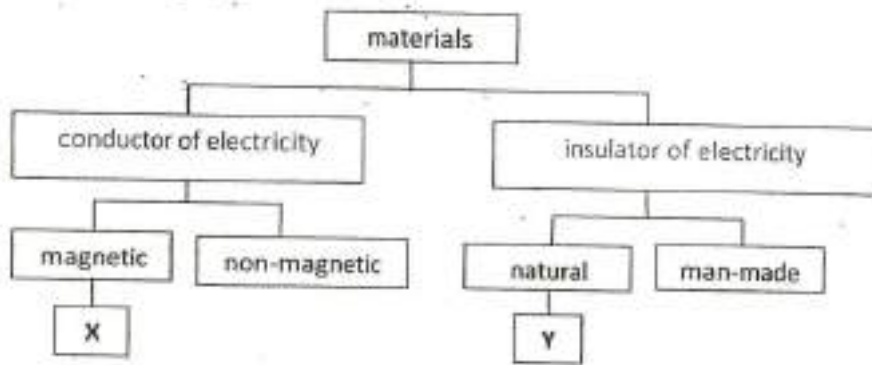 materials
conductor of electricity
insulator of electricity
magnetic
non-magnetic
natural
man-made
X
Y